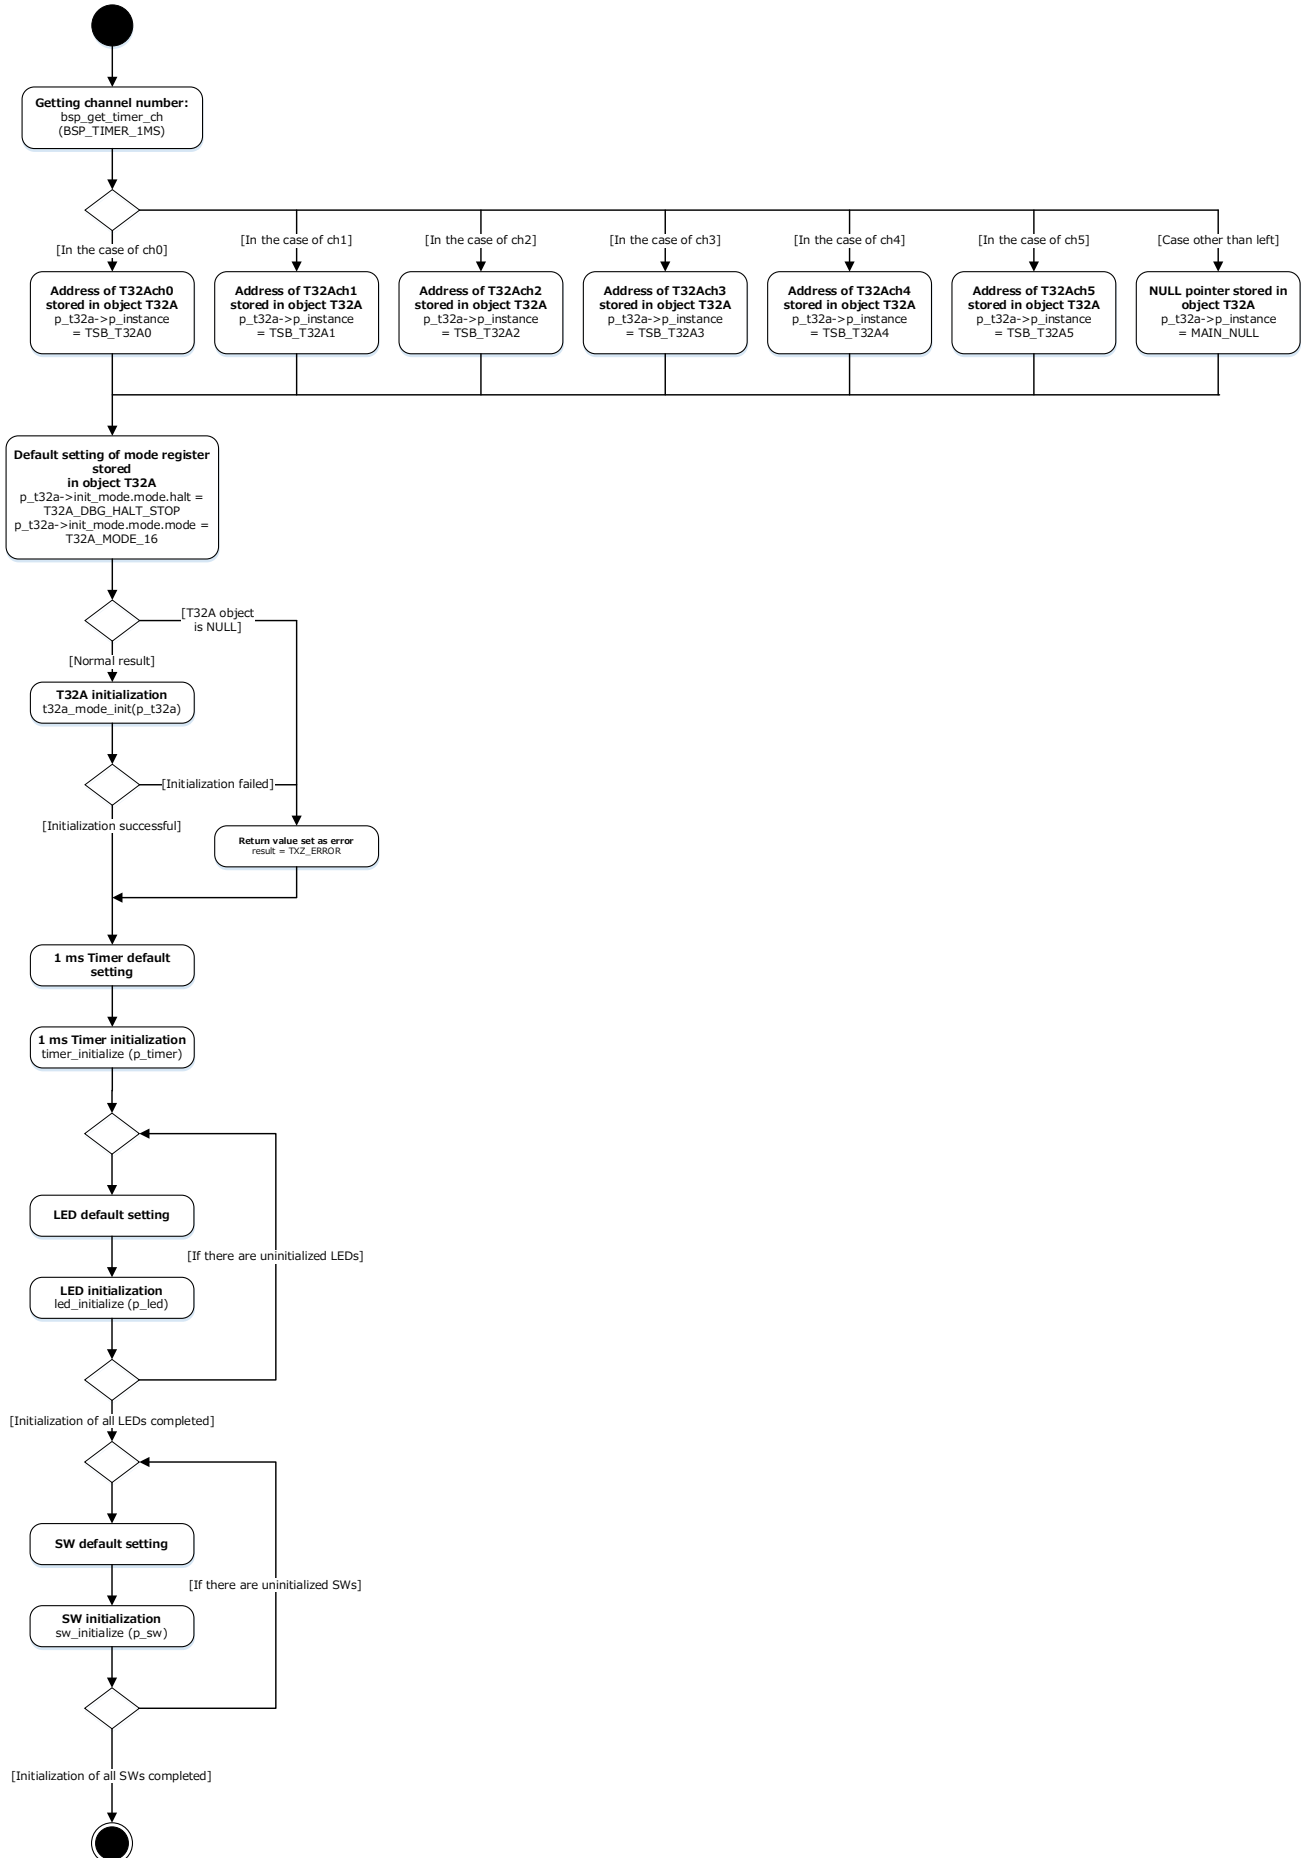 Getting channel number:
bsp_get_timer_ch
(BSP_TIMER_1MS)
[In the case of ch0]
[In the case of ch1]
[In the case of ch2]
[In the case of ch3]
[In the case of ch4]
[In the case of ch5]
[Case other than left]
Address of T32Ach0
stored in object T32A
p_t32a->p_instance
= TSB_T32A0
Address of T32Ach1
stored in object T32A
p_t32a->p_instance
= TSB_T32A1
Address of T32Ach2
stored in object T32A
p_t32a->p_instance
= TSB_T32A2
Address of T32Ach3
stored in object T32A
p_t32a->p_instance
= TSB_T32A3
Address of T32Ach4
stored in object T32A
p_t32a->p_instance
= TSB_T32A4
Address of T32Ach5
stored in object T32A
p_t32a->p_instance
= TSB_T32A5
NULL pointer stored in
object T32A
p_t32a->p_instance
= MAIN_NULL
Default setting of mode register
stored
in object T32A
p_t32a->init_mode.mode.halt =
T32A_DBG_HALT_STOP
p_t32a->init_mode.mode.mode =
T32A_MODE_16
[T32A object
is NULL]
[Normal result]
T32A initialization
t32a_mode_init(p_t32a)
[Initialization failed]
[Initialization successful]
Return value set as error
result = TXZ_ERROR
1 ms Timer default
setting
1 ms Timer initialization
timer_initialize (p_timer)
LED default setting
[If there are uninitialized LEDs]
LED initialization
led_initialize (p_led)
[Initialization of all LEDs completed]
SW default setting
[If there are uninitialized SWs]
SW initialization
sw_initialize (p_sw)
[Initialization of all SWs completed]